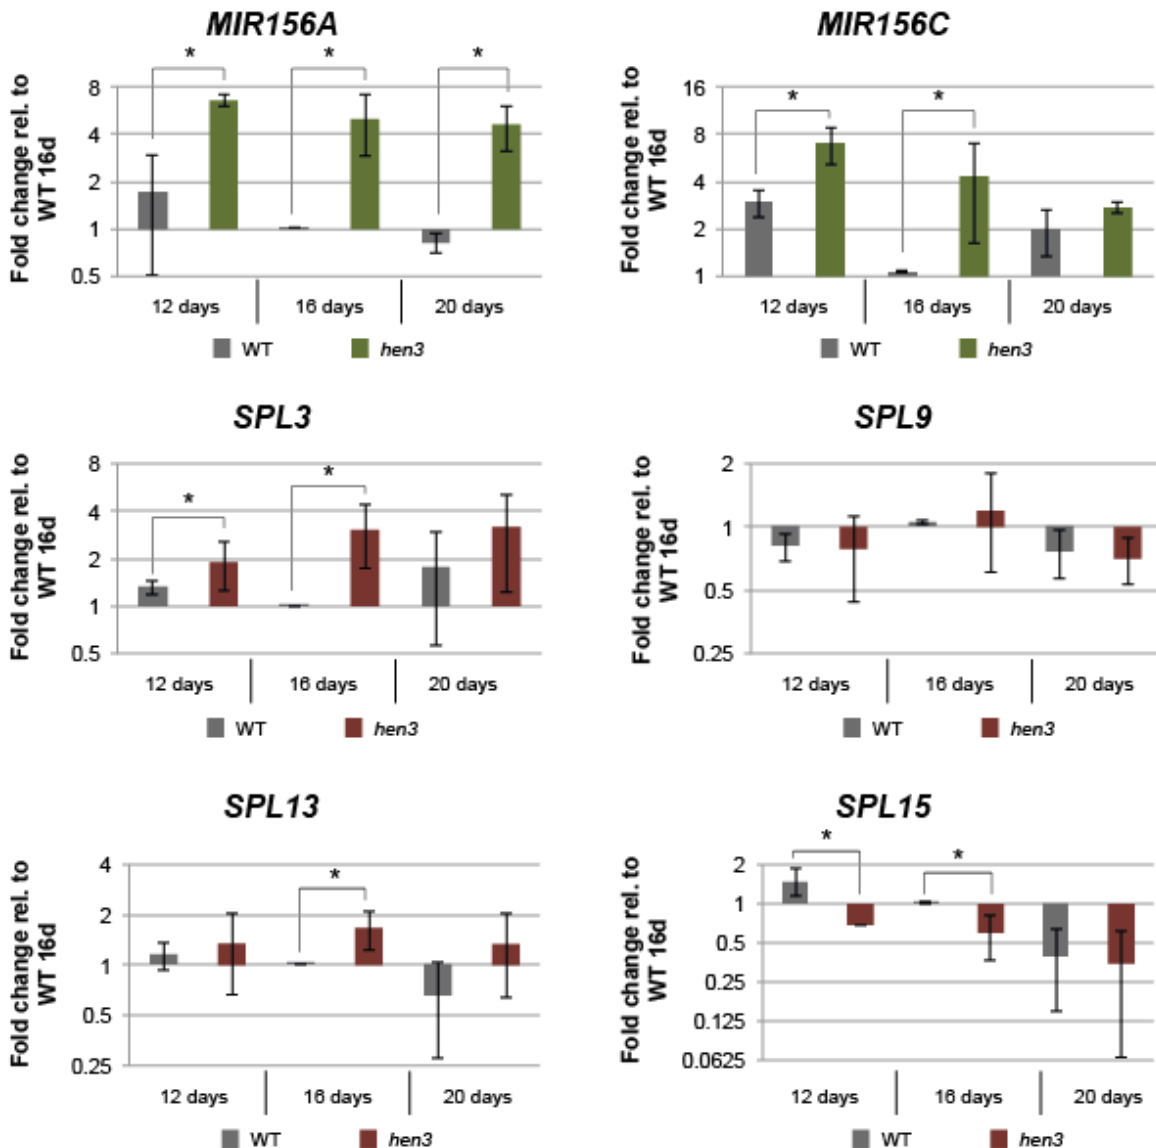 MIR156A
Fold change rel. to
WT 16d
8
4
2
1
0.5
*
*
*
12 days
16 days
20 days
WT
hen3
MIR156C
Fold change rel. to
WT 16d
16
8
4
2
1
*
*
12 days
16 days
20 days
WT
hen3
SPL3
Fold change rel. to
WT 16d
8
4
2
1
0.5
*
*
12 days
16 days
20 days
WT
hen3
SPL9
Fold change rel. to
WT 16d
2
1
0.5
0.25
12 days
16 days
20 days
WT
hen3
SPL13
Fold change rel. to
WT 16d
4
2
1
0.5
0.25
*
12 days
16 days
20 days
WT
hen3
SPL15
Fold change rel. to
WT 16d
2
1
0.5
0.25
0.125
0.0625
*
*
12 days
16 days
20 days
WT
hen3